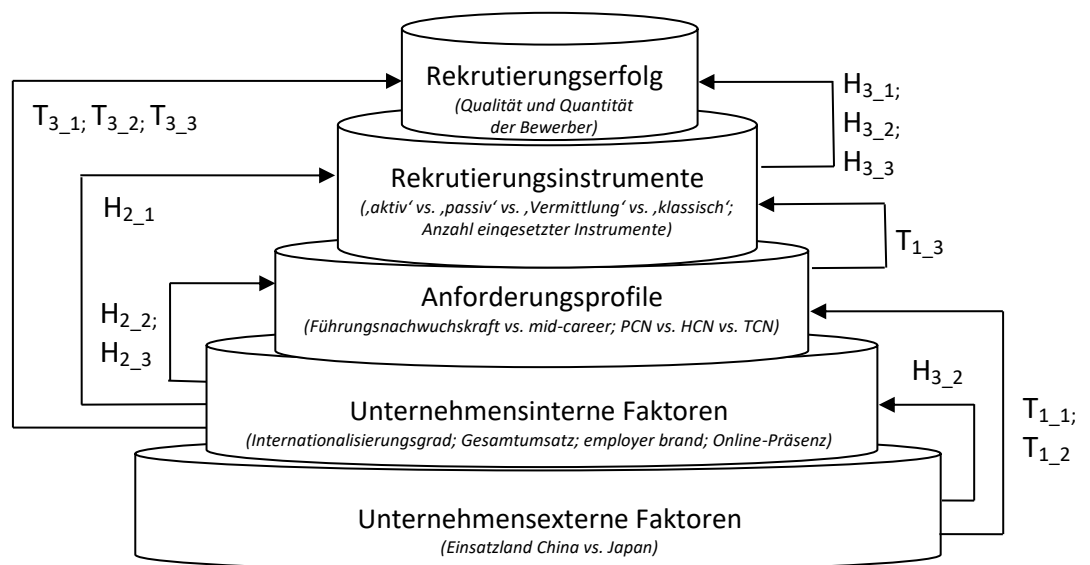 Rekrutierungserfolg
(Qualität und Quantität
der Bewerber)
T3_1; T3_2; T3_3
H3_1;
H3_2;
H3_3
Rekrutierungsinstrumente
(‚aktiv‘ vs. ‚passiv‘ vs. ‚Vermittlung‘ vs. ‚klassisch‘;
Anzahl eingesetzter Instrumente)
H2_1
T1_3
Anforderungsprofile
(Führungsnachwuchskraft vs. mid-career; PCN vs. HCN vs. TCN)
H2_2;
H2_3
H3_2
Unternehmensinterne Faktoren
(Internationalisierungsgrad; Gesamtumsatz; employer brand; Online-Präsenz)
T1_1;
T1_2
Unternehmensexterne Faktoren
(Einsatzland China vs. Japan)